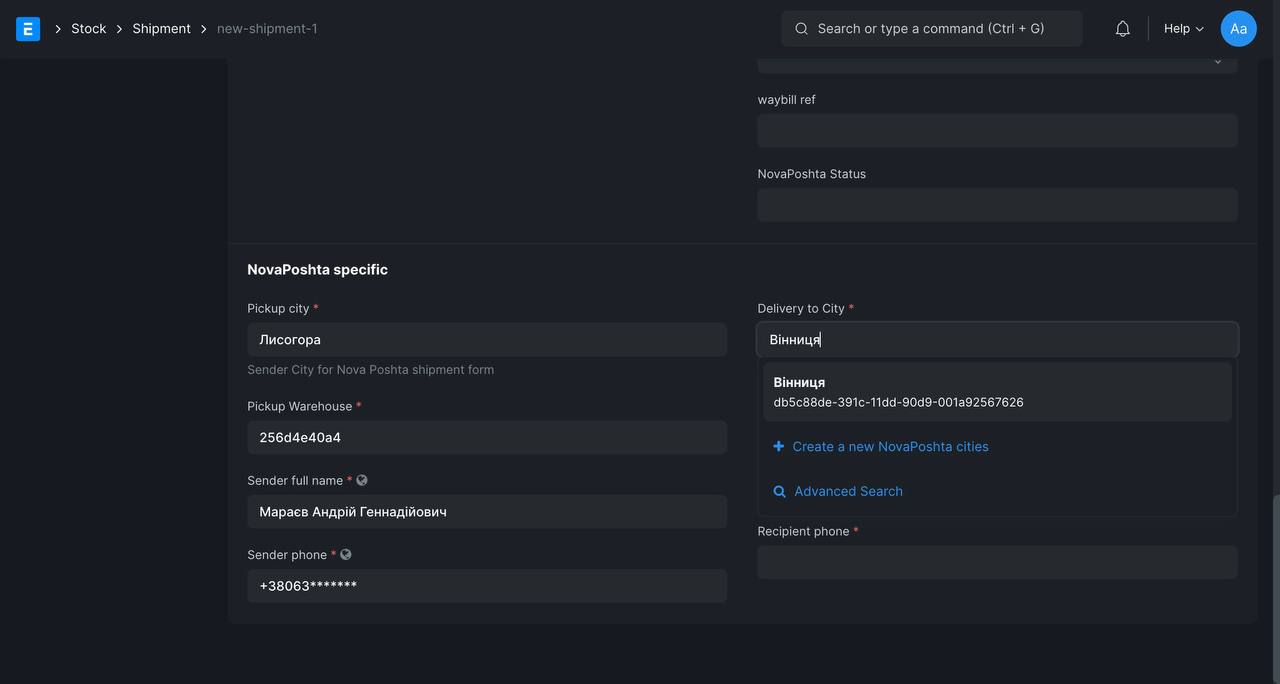 E
Stock
Shipment
new-shipment-1
Search or type a command (Ctrl + G)
Help
Aa
waybill ref
NovaPoshta Status
NovaPoshta specific
Pickup city *
Лисогора
Sender City for Nova Poshta shipment form
Pickup Warehouse *
256d4e40a4
Sender full name *
Мараєв Андрій Геннадійович
Sender phone *
+38063*******
Delivery to City *
Вінниця
Вінниця
db5c88de-391c-11dd-90d9-001a92567626
Create a new NovaPoshta cities
Advanced Search
Recipient phone *